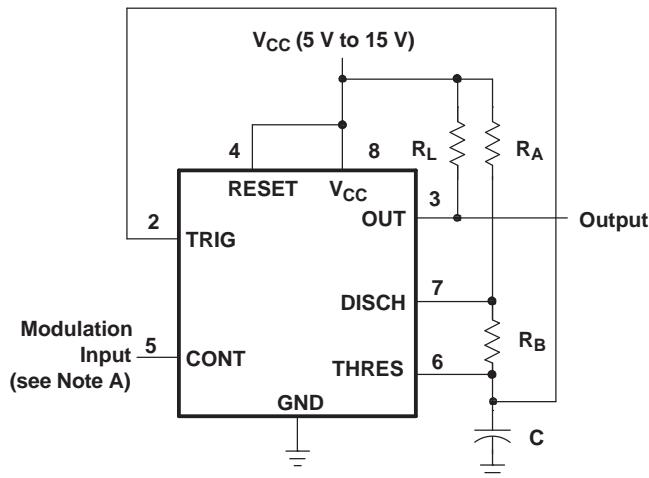 VCC (5 V to 15 V)
4
8
RL
RA
RESET
VCC
3
2
OUT
Output
TRIG
7
DISCH
Modulation
Input
(see Note A)
5
CONT
RB
6
THRES
GND
C